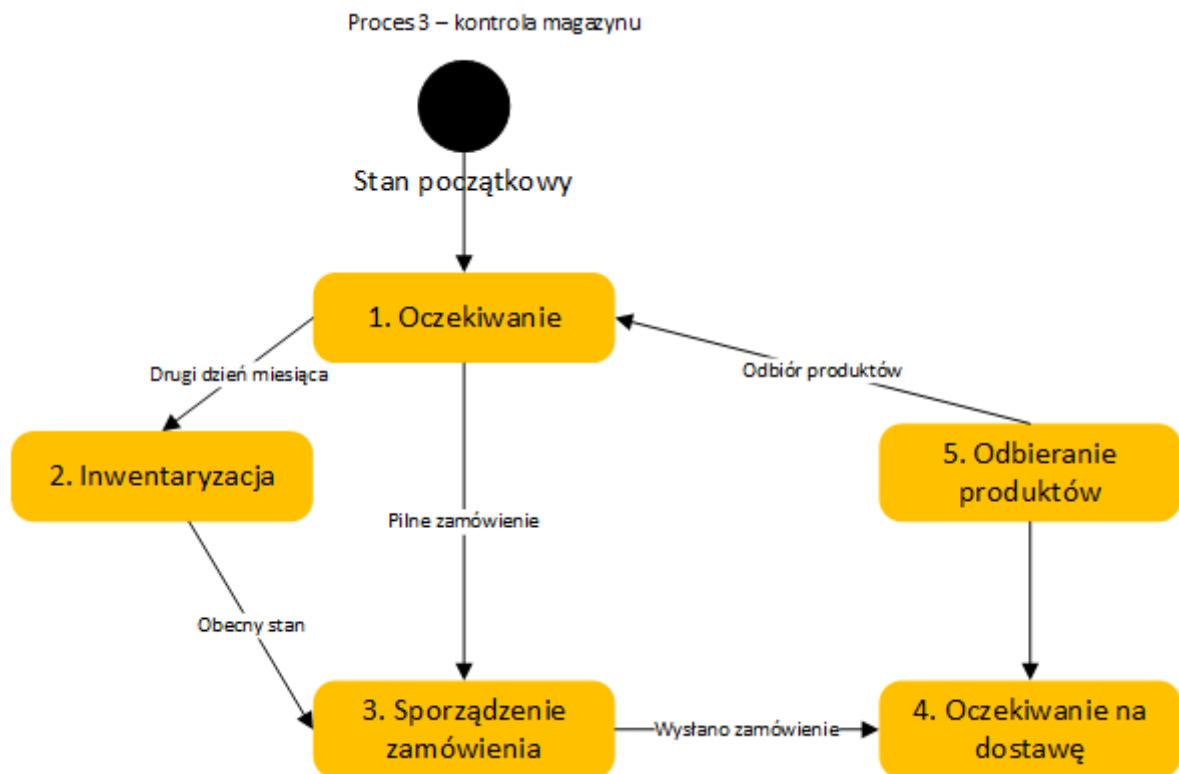 Proces 3 – kontrola magazynu
Stan początkowy
1. Oczekiwanie
Drugi dzień miesiąca
Odbiór produktów
2. Inwentaryzacja
5. Odbieranie
produktów
Pilne zamówienie
Obecny stan
3. Sporządzenie
zamówienia
Wysłano zamówienie
4. Oczekiwanie na
dostawę